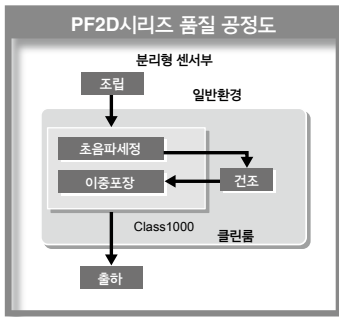 PF2D시리즈 품질 공정도
분리형 센서부
조립
일반환경
초음파세정
이중포장
건조
Class1000
클린룸
출하